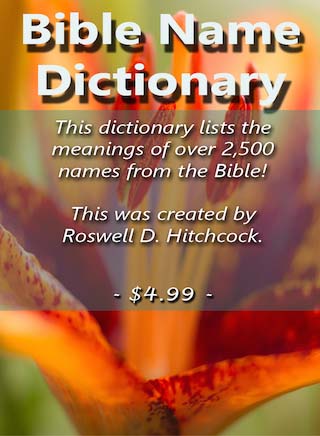 Bible Name
Dictionary
This dictionary lists the
meanings of over 2,500
names from the Bible!
This was created by
Roswell D. Hitchcock.
- $4.99 -